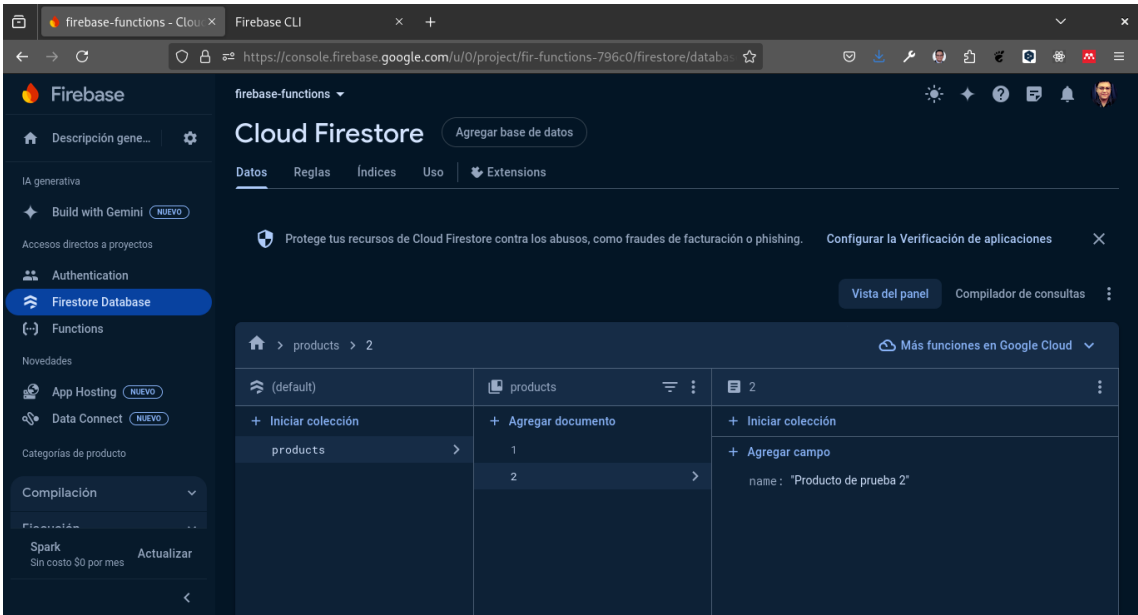 firebase-functions - Clou
Firebase CLI
https://console.firebase.google.com/u/0/project/fir-functions-796c0/firestore/databas
Firebase
firebase-functions
Descripción gene...
Cloud Firestore
Agregar base de datos
Datos
Reglas
Índices
Uso
Extensions
IA generativa
Build with Gemini NUEVO
Accesos directos a proyectos
Authentication
Firestore Database
Functions
Novedades
App Hosting NUEVO
Data Connect NUEVO
Categorías de producto
Compilación
Ejecución
Spark
Sin costo $0 por mes
Actualizar
Protege tus recursos de Cloud Firestore contra los abusos, como fraudes de facturación o phishing.
Configurar la Verificación de aplicaciones
Vista del panel
Compilador de consultas
products > 2
Más funciones en Google Cloud
(default)
Iniciar colección
products
products
Agregar documento
1
2
2
Iniciar colección
Agregar campo
name: "Producto de prueba 2"